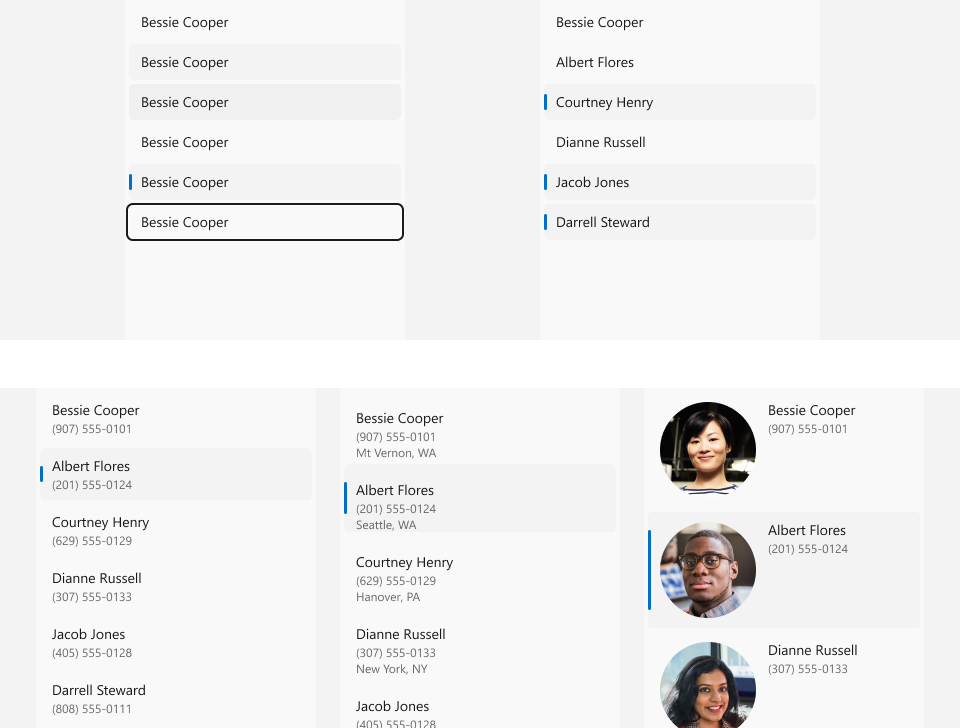 Bessie Cooper
Bessie Cooper
Bessie Cooper
Bessie Cooper
Bessie Cooper
Bessie Cooper
Bessie Cooper
Albert Flores
Courtney Henry
Dianne Russell
Jacob Jones
Darrell Steward
Bessie Cooper
(907) 555-0101
Albert Flores
(201) 555-0124
Courtney Henry
(629) 555-0129
Dianne Russell
(307) 555-0133
Jacob Jones
(405) 555-0128
Darrell Steward
(808) 555-0111
Bessie Cooper
(907) 555-0101
Mt Vernon, WA
Albert Flores
(201) 555-0124
Seattle, WA
Courtney Henry
(629) 555-0129
Hanover, PA
Dianne Russell
(307) 555-0133
New York, NY
Jacob Jones
(405) 555-0128
Bessie Cooper
(907) 555-0101
Albert Flores
(201) 555-0124
Dianne Russell
(307) 555-0133